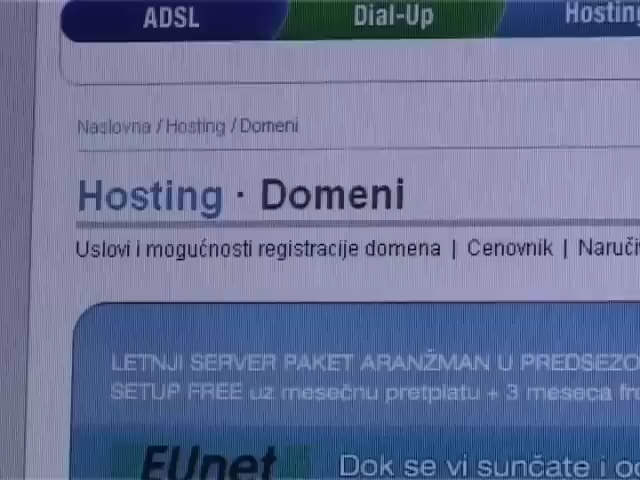 ADSL Dial-Up Hosting
Naslovna / Hosting / Domeni
Hosting · Domeni
Uslovi i mogućnosti registracije domena | Cenovnik |
LETNJI SERVER PAKET ARANŽMAN U
SETUP FREE uz mesečnu pretplatu + 3 meseca
EUnet Dok se vi sunčate i